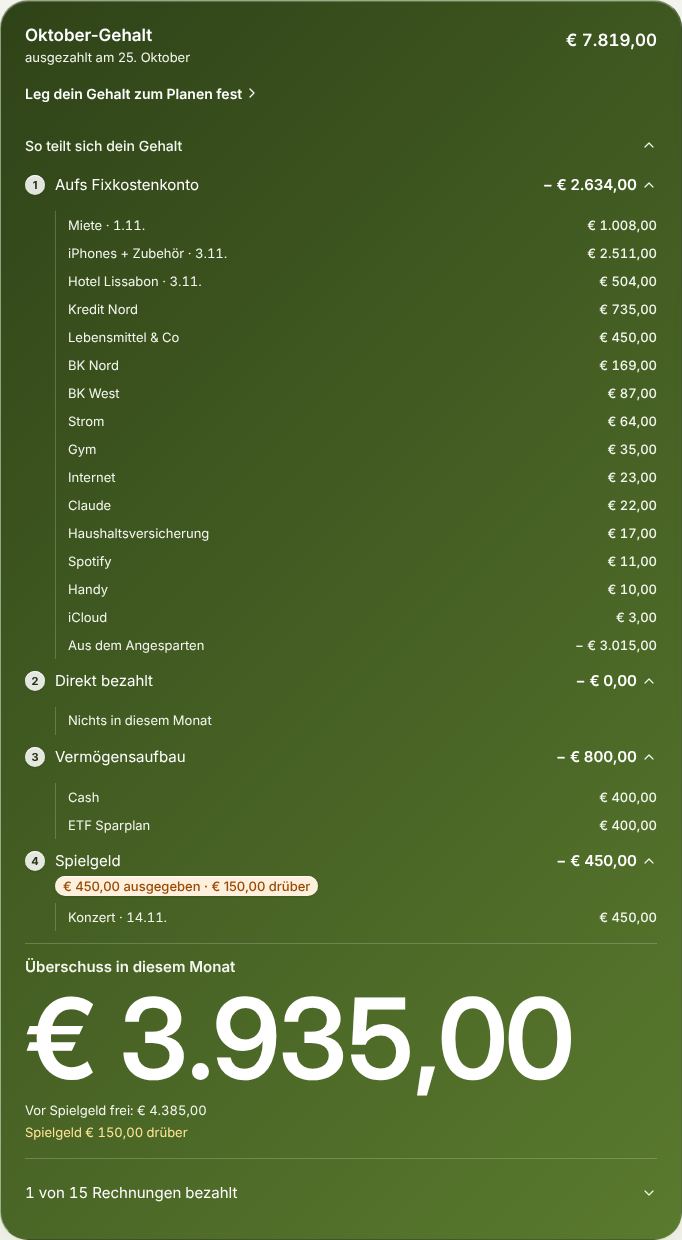 Oktober-Gehalt
€ 7.819,00
ausgezahlt am 25. Oktober
Leg dein Gehalt zum Planen fest
So teilt sich dein Gehalt
1 Aufs Fixkostenkonto – € 2.634,00
Miete · 1.11. € 1.008,00
iPhones + Zubehör · 3.11. € 2.511,00
Hotel Lissabon · 3.11. € 504,00
Kredit Nord € 735,00
Lebensmittel & Co € 450,00
BK Nord € 169,00
BK West € 87,00
Strom € 64,00
Gym € 35,00
Internet € 23,00
Claude € 22,00
Haushaltsversicherung € 17,00
Spotify € 11,00
Handy € 10,00
iCloud € 3,00
Aus dem Angesparten – € 3.015,00
2 Direkt bezahlt – € 0,00
Nichts in diesem Monat
3 Vermögensaufbau – € 800,00
Cash € 400,00
ETF Sparplan € 400,00
4 Spielgeld – € 450,00
€ 450,00 ausgegeben · € 150,00 drüber
Konzert · 14.11. € 450,00
Überschuss in diesem Monat
€ 3.935,00
Vor Spielgeld frei: € 4.385,00
Spielgeld € 150,00 drüber
1 von 15 Rechnungen bezahlt